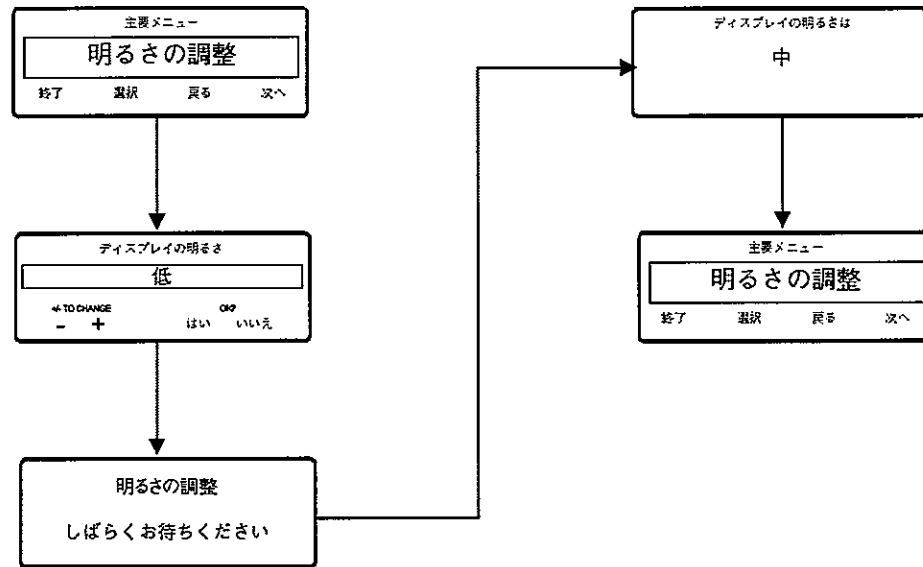 主要メニュー
明るさの調整
終了 選択 戻る 次へ
ディスプレイの明るさ
低
+/- TO CHANGE OK?
- + はい いいえ
明るさの調整
しばらくお待ちください
ディスプレイの明るさは
中
主要メニュー
明るさの調整
終了 選択 戻る 次へ